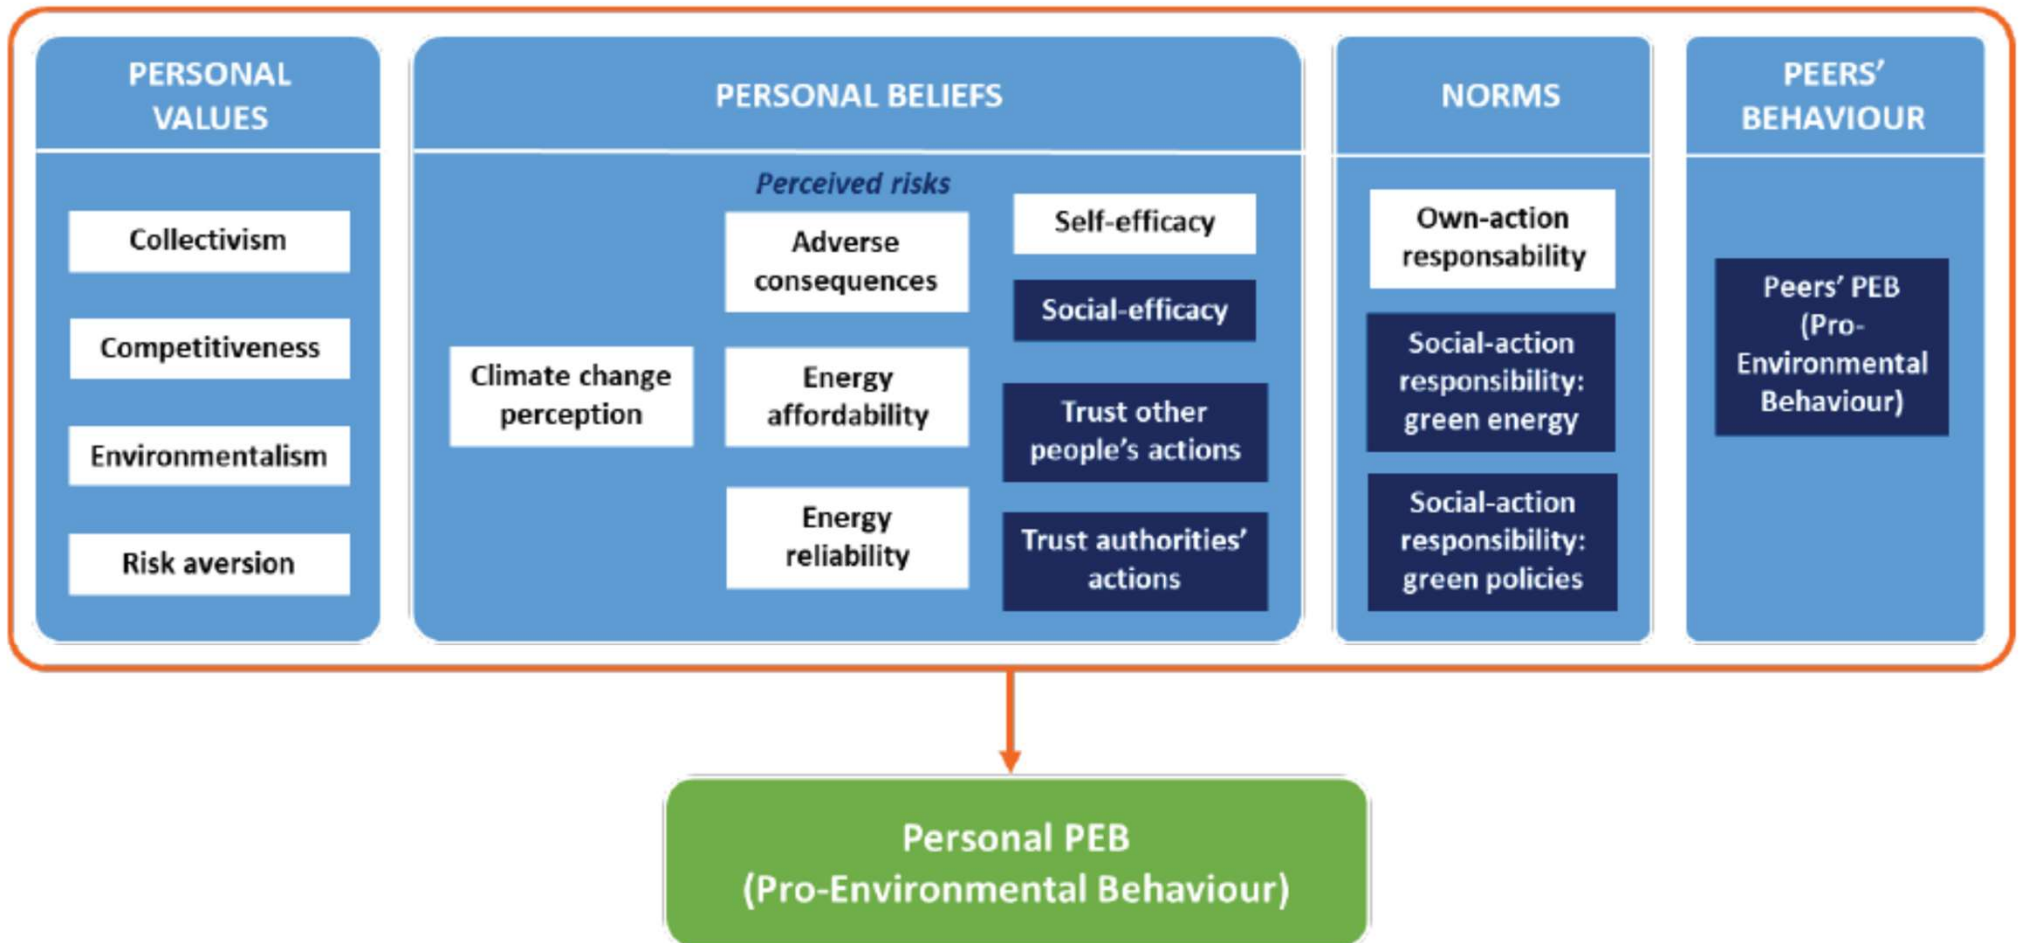 PERSONAL
VALUES
Collectivism
Competitiveness
Environmentalism
Risk aversion
PERSONAL BELIEFS
Climate change
perception
Perceived risks
Adverse
consequences
Energy
affordability
Energy
reliability
Self-efficacy
Social-efficacy
Trust other
people's actions
Trust authorities'
actions
NORMS
Own-action
responsability
Social-action
responsibility:
green energy
Social-action
responsibility:
green policies
PEERS'
BEHAVIOUR
Peers' PEB
(Pro-
Environmental
Behaviour)
Personal PEB
(Pro-Environmental Behaviour)